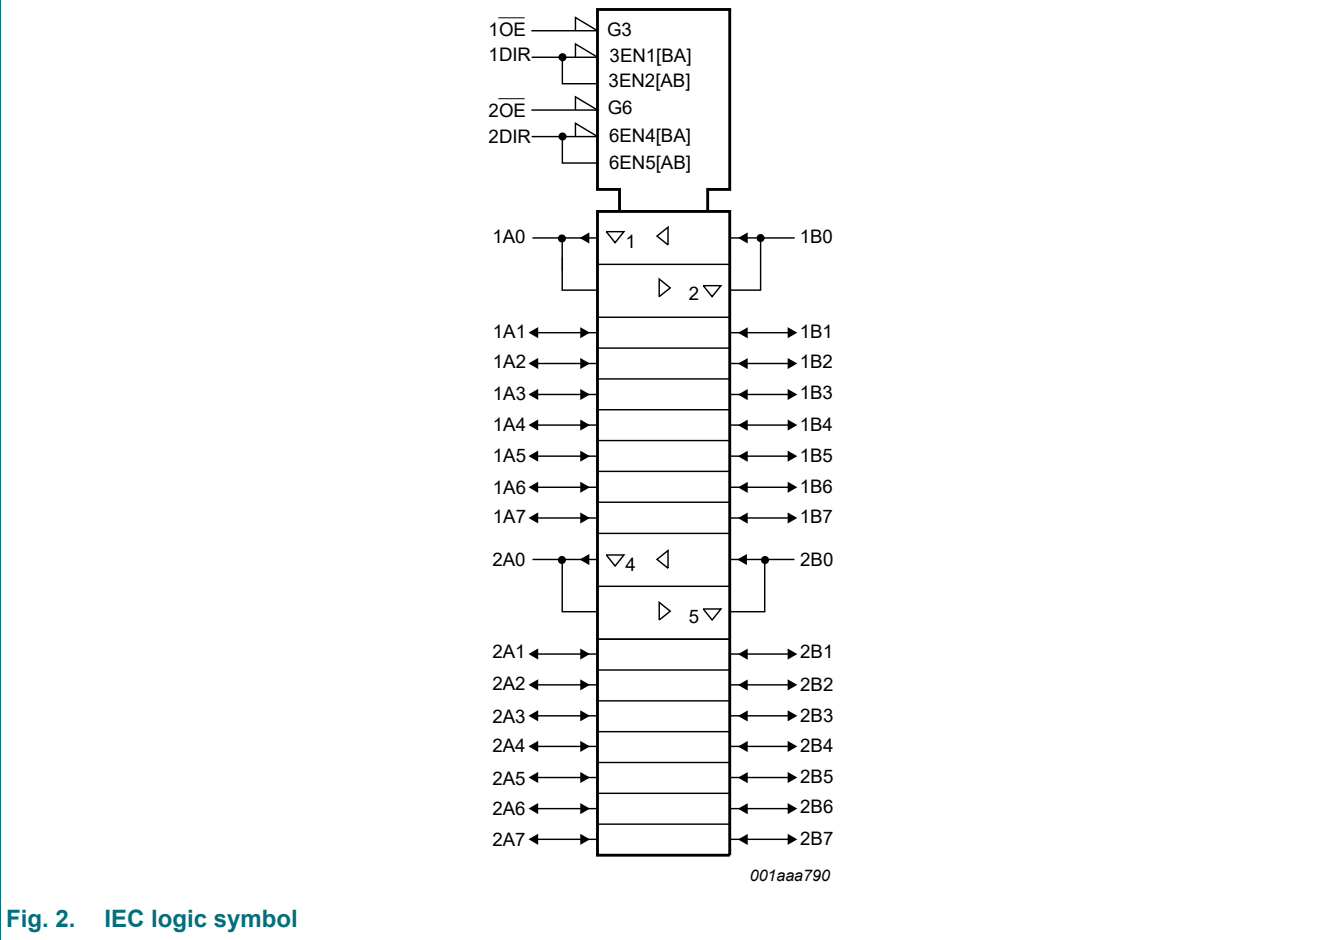 1O̅E̅ G3
1DIR 3EN1[BA]
3EN2[AB]
2O̅E̅ G6
2DIR 6EN4[BA]
6EN5[AB]
1A0 1 1B0
2
1A1 1B1
1A2 1B2
1A3 1B3
1A4 1B4
1A5 1B5
1A6 1B6
1A7 1B7
2A0 4 2B0
5
2A1 2B1
2A2 2B2
2A3 2B3
2A4 2B4
2A5 2B5
2A6 2B6
2A7 2B7
001aaa790
Fig. 2. IEC logic symbol